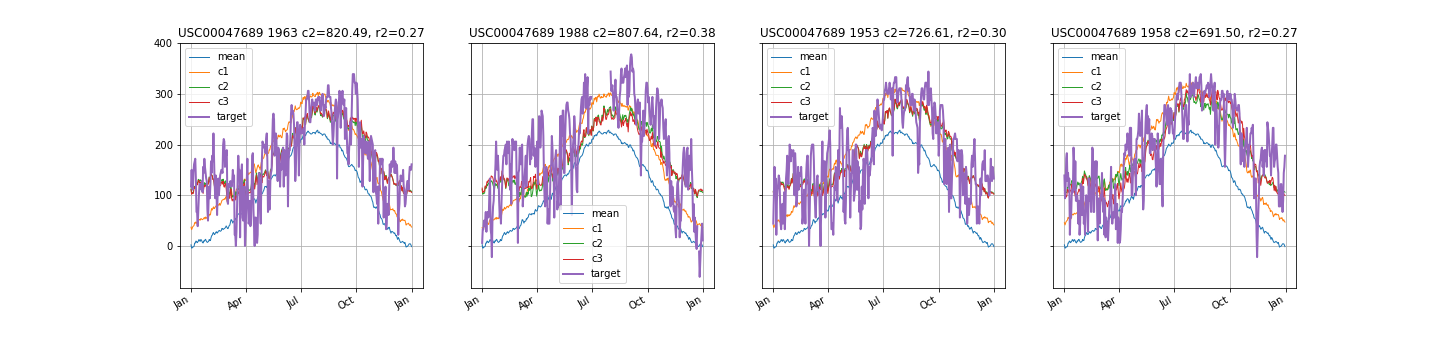 USC00047689 1963 c2=820.49, r2=0.27
400
300
200
100
0
mean
c1
c2
c3
target
Jan
Apr
Jul
Oct
Jan
USC00047689 1988 c2=807.64, r2=0.38
mean
c1
c2
c3
target
Jan
Apr
Jul
Oct
Jan
USC00047689 1953 c2=726.61, r2=0.30
mean
c1
c2
c3
target
Jan
Apr
Jul
Oct
Jan
USC00047689 1958 c2=691.50, r2=0.27
mean
c1
c2
c3
target
Jan
Apr
Jul
Oct
Jan